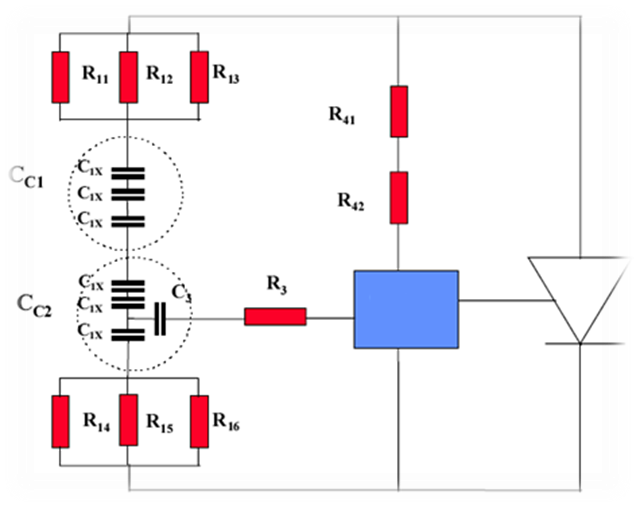 R11 R12 R13
R41
C1X
CC1
C1X
C1X
R42
C1X
C3
R3
CC2
C1X
C1X
R14 R15 R16